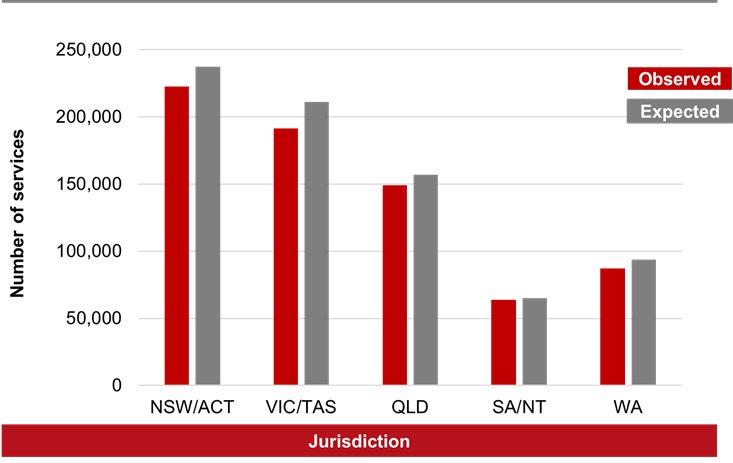 250,000
200,000
150,000
100,000
50,000
0
Number of services
Observed
Expected
NSW/ACT VIC/TAS QLD SA/NT WA
Jurisdiction